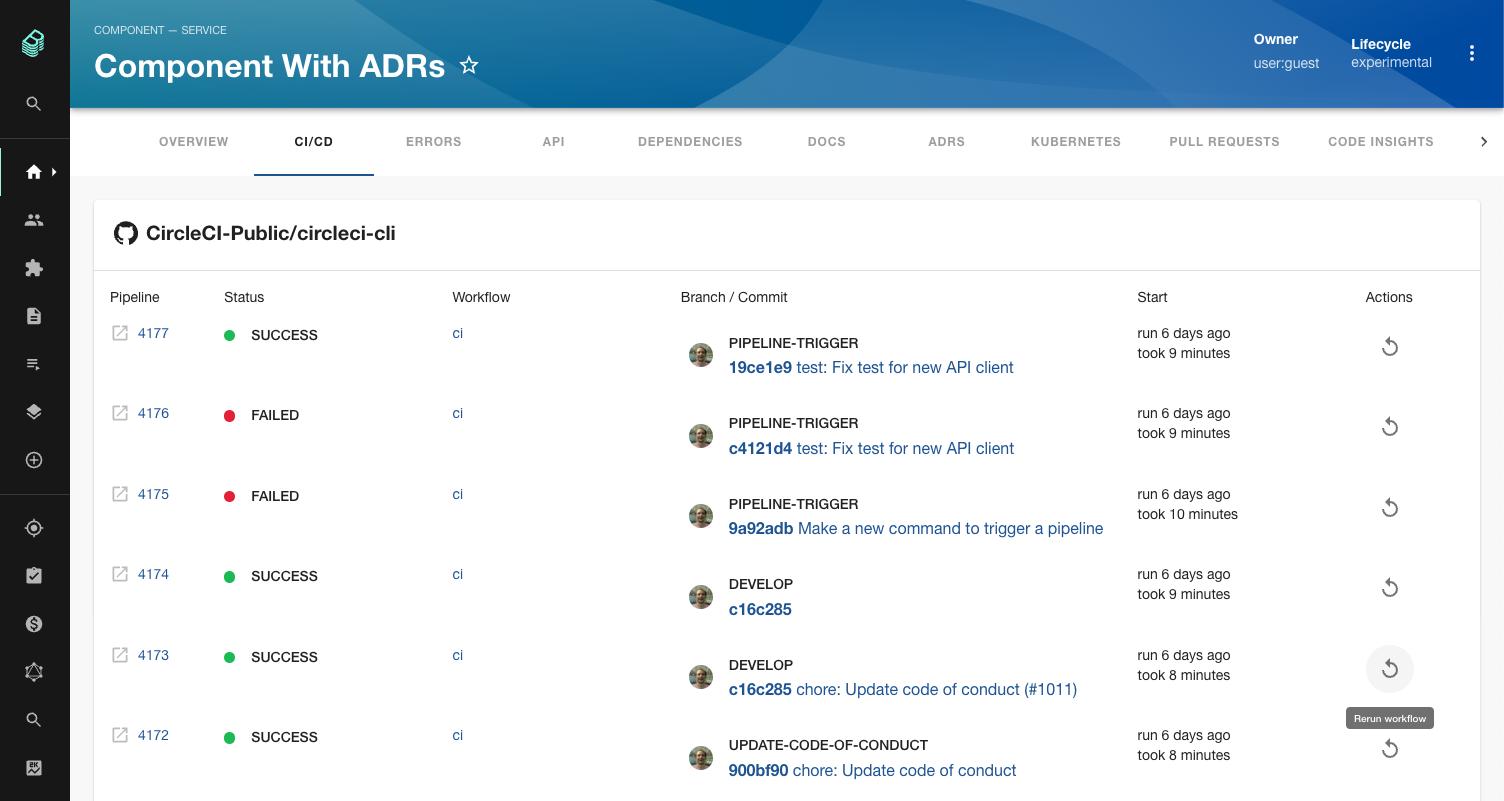 COMPONENT — SERVICE
Component With ADRs
Owner
user:guest
Lifecycle
experimental
OVERVIEW
CI/CD
ERRORS
API
DEPENDENCIES
DOCS
ADRS
KUBERNETES
PULL REQUESTS
CODE INSIGHTS
CircleCI-Public/circleci-cli
Pipeline Status Workflow Branch / Commit Start Actions
4177 SUCCESS ci
PIPELINE-TRIGGER
19ce1e9 test: Fix test for new API client
run 6 days ago
took 9 minutes
4176 FAILED ci
PIPELINE-TRIGGER
c4121d4 test: Fix test for new API client
run 6 days ago
took 9 minutes
4175 FAILED ci
PIPELINE-TRIGGER
9a92adb Make a new command to trigger a pipeline
run 6 days ago
took 10 minutes
4174 SUCCESS ci
DEVELOP
c16c285
run 6 days ago
took 9 minutes
4173 SUCCESS ci
DEVELOP
c16c285 chore: Update code of conduct (#1011)
run 6 days ago
took 8 minutes
Rerun workflow
4172 SUCCESS ci
UPDATE-CODE-OF-CONDUCT
900bf90 chore: Update code of conduct
run 6 days ago
took 8 minutes